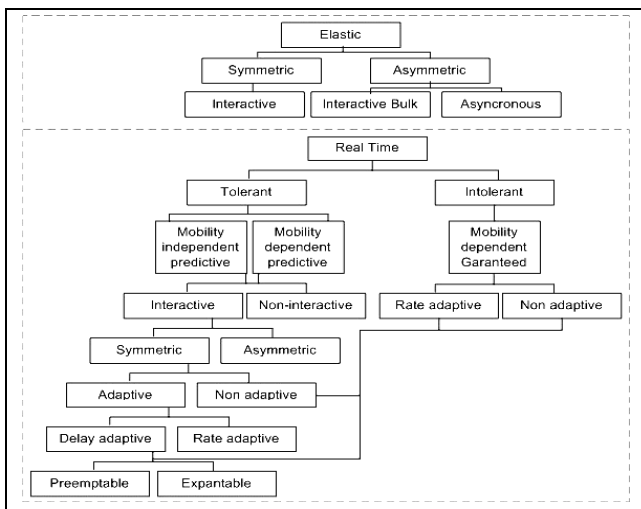 Elastic
Symmetric
Asymmetric
Interactive
Interactive Bulk
Asyncronous
Real Time
Tolerant
Intolerant
Mobility
independent
predictive
Mobility
dependent
predictive
Mobility
dependent
Garanteed
Interactive
Non-interactive
Rate adaptive
Non adaptive
Symmetric
Asymmetric
Adaptive
Non adaptive
Delay adaptive
Rate adaptive
Preemptable
Expantable